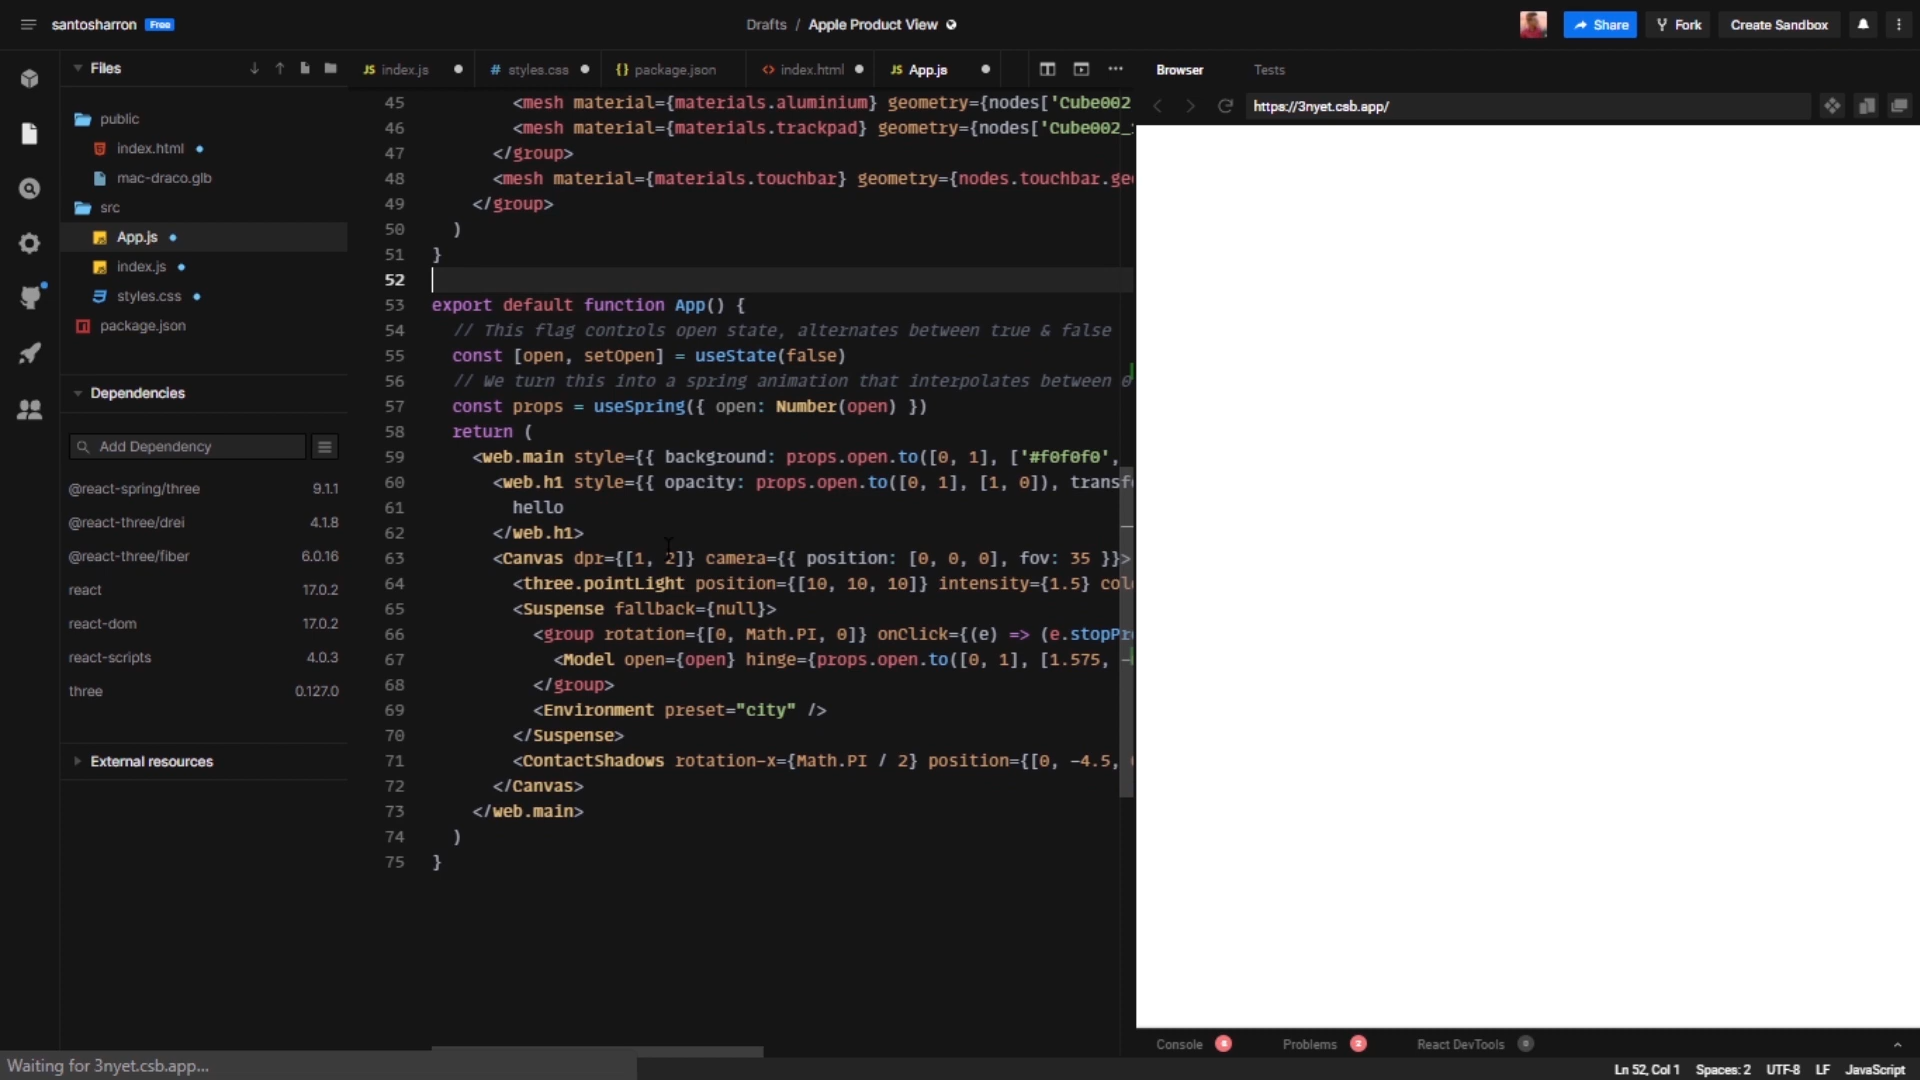 santosharron Free
Drafts / Apple Product View
Share
Fork
Create Sandbox
Files
public
index.html
mac-draco.glb
src
App.js
index.js
styles.css
package.json
Dependencies
Add Dependency
@react-spring/three 9.1.1
@react-three/drei 4.1.8
@react-three/fiber 6.0.16
react 17.0.2
react-dom 17.0.2
react-scripts 4.0.3
three 0.127.0
External resources
JS index.js
# styles.css
{} package.json
<> index.html
JS App.js
45 <mesh material={materials.aluminium} geometry={nodes['Cube002
46 <mesh material={materials.trackpad} geometry={nodes['Cube002_
47 </group>
48 <mesh material={materials.touchbar} geometry={nodes.touchbar.ge
49 </group>
50 )
51 }
52
53 export default function App() {
54 // This flag controls open state, alternates between true & false
55 const [open, setOpen] = useState(false)
56 // We turn this into a spring animation that interpolates between 0
57 const props = useSpring({ open: Number(open) })
58 return (
59 <web.main style={{ background: props.open.to([0, 1], ['#f0f0f0',
60 <web.h1 style={{ opacity: props.open.to([0, 1], [1, 0]), transf
61 hello
62 </web.h1>
63 <Canvas dpr={[1, 2]} camera={{ position: [0, 0, 0], fov: 35 }}>
64 <three.pointLight position={[10, 10, 10]} intensity={1.5} col
65 <Suspense fallback={null}>
66 <group rotation={[0, Math.PI, 0]} onClick={(e) => (e.stopPr
67 <Model open={open} hinge={props.open.to([0, 1], [1.575, -
68 </group>
69 <Environment preset="city" />
70 </Suspense>
71 <ContactShadows rotation-x={Math.PI / 2} position={[0, -4.5,
72 </Canvas>
73 </web.main>
74 )
75 }
Browser
Tests
https://3nyet.csb.app/
Console
Problems 2
React DevTools 0
Waiting for 3nyet.csb.app...
Ln 52, Col 1 Spaces: 2 UTF-8 LF JavaScript